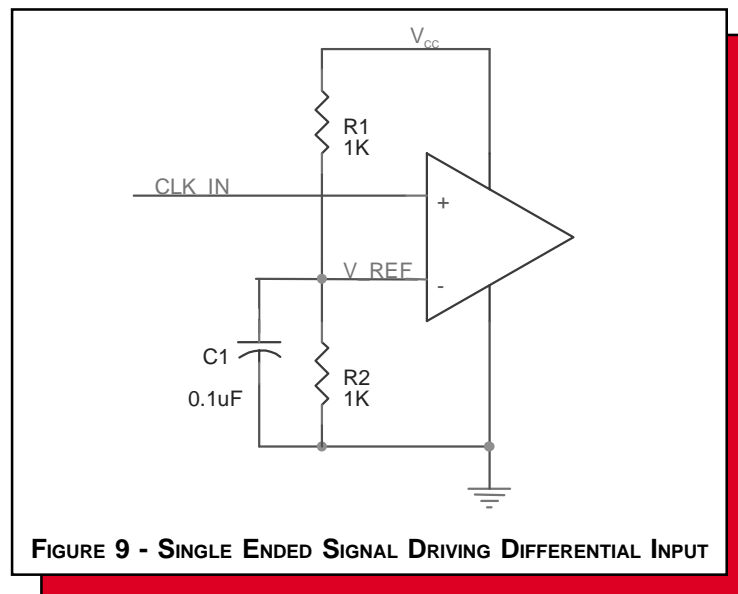 Vcc
R1
1K
CLK_IN
+
V_REF
-
C1
0.1uF
R2
1K
FIGURE 9 - SINGLE ENDED SIGNAL DRIVING DIFFERENTIAL INPUT